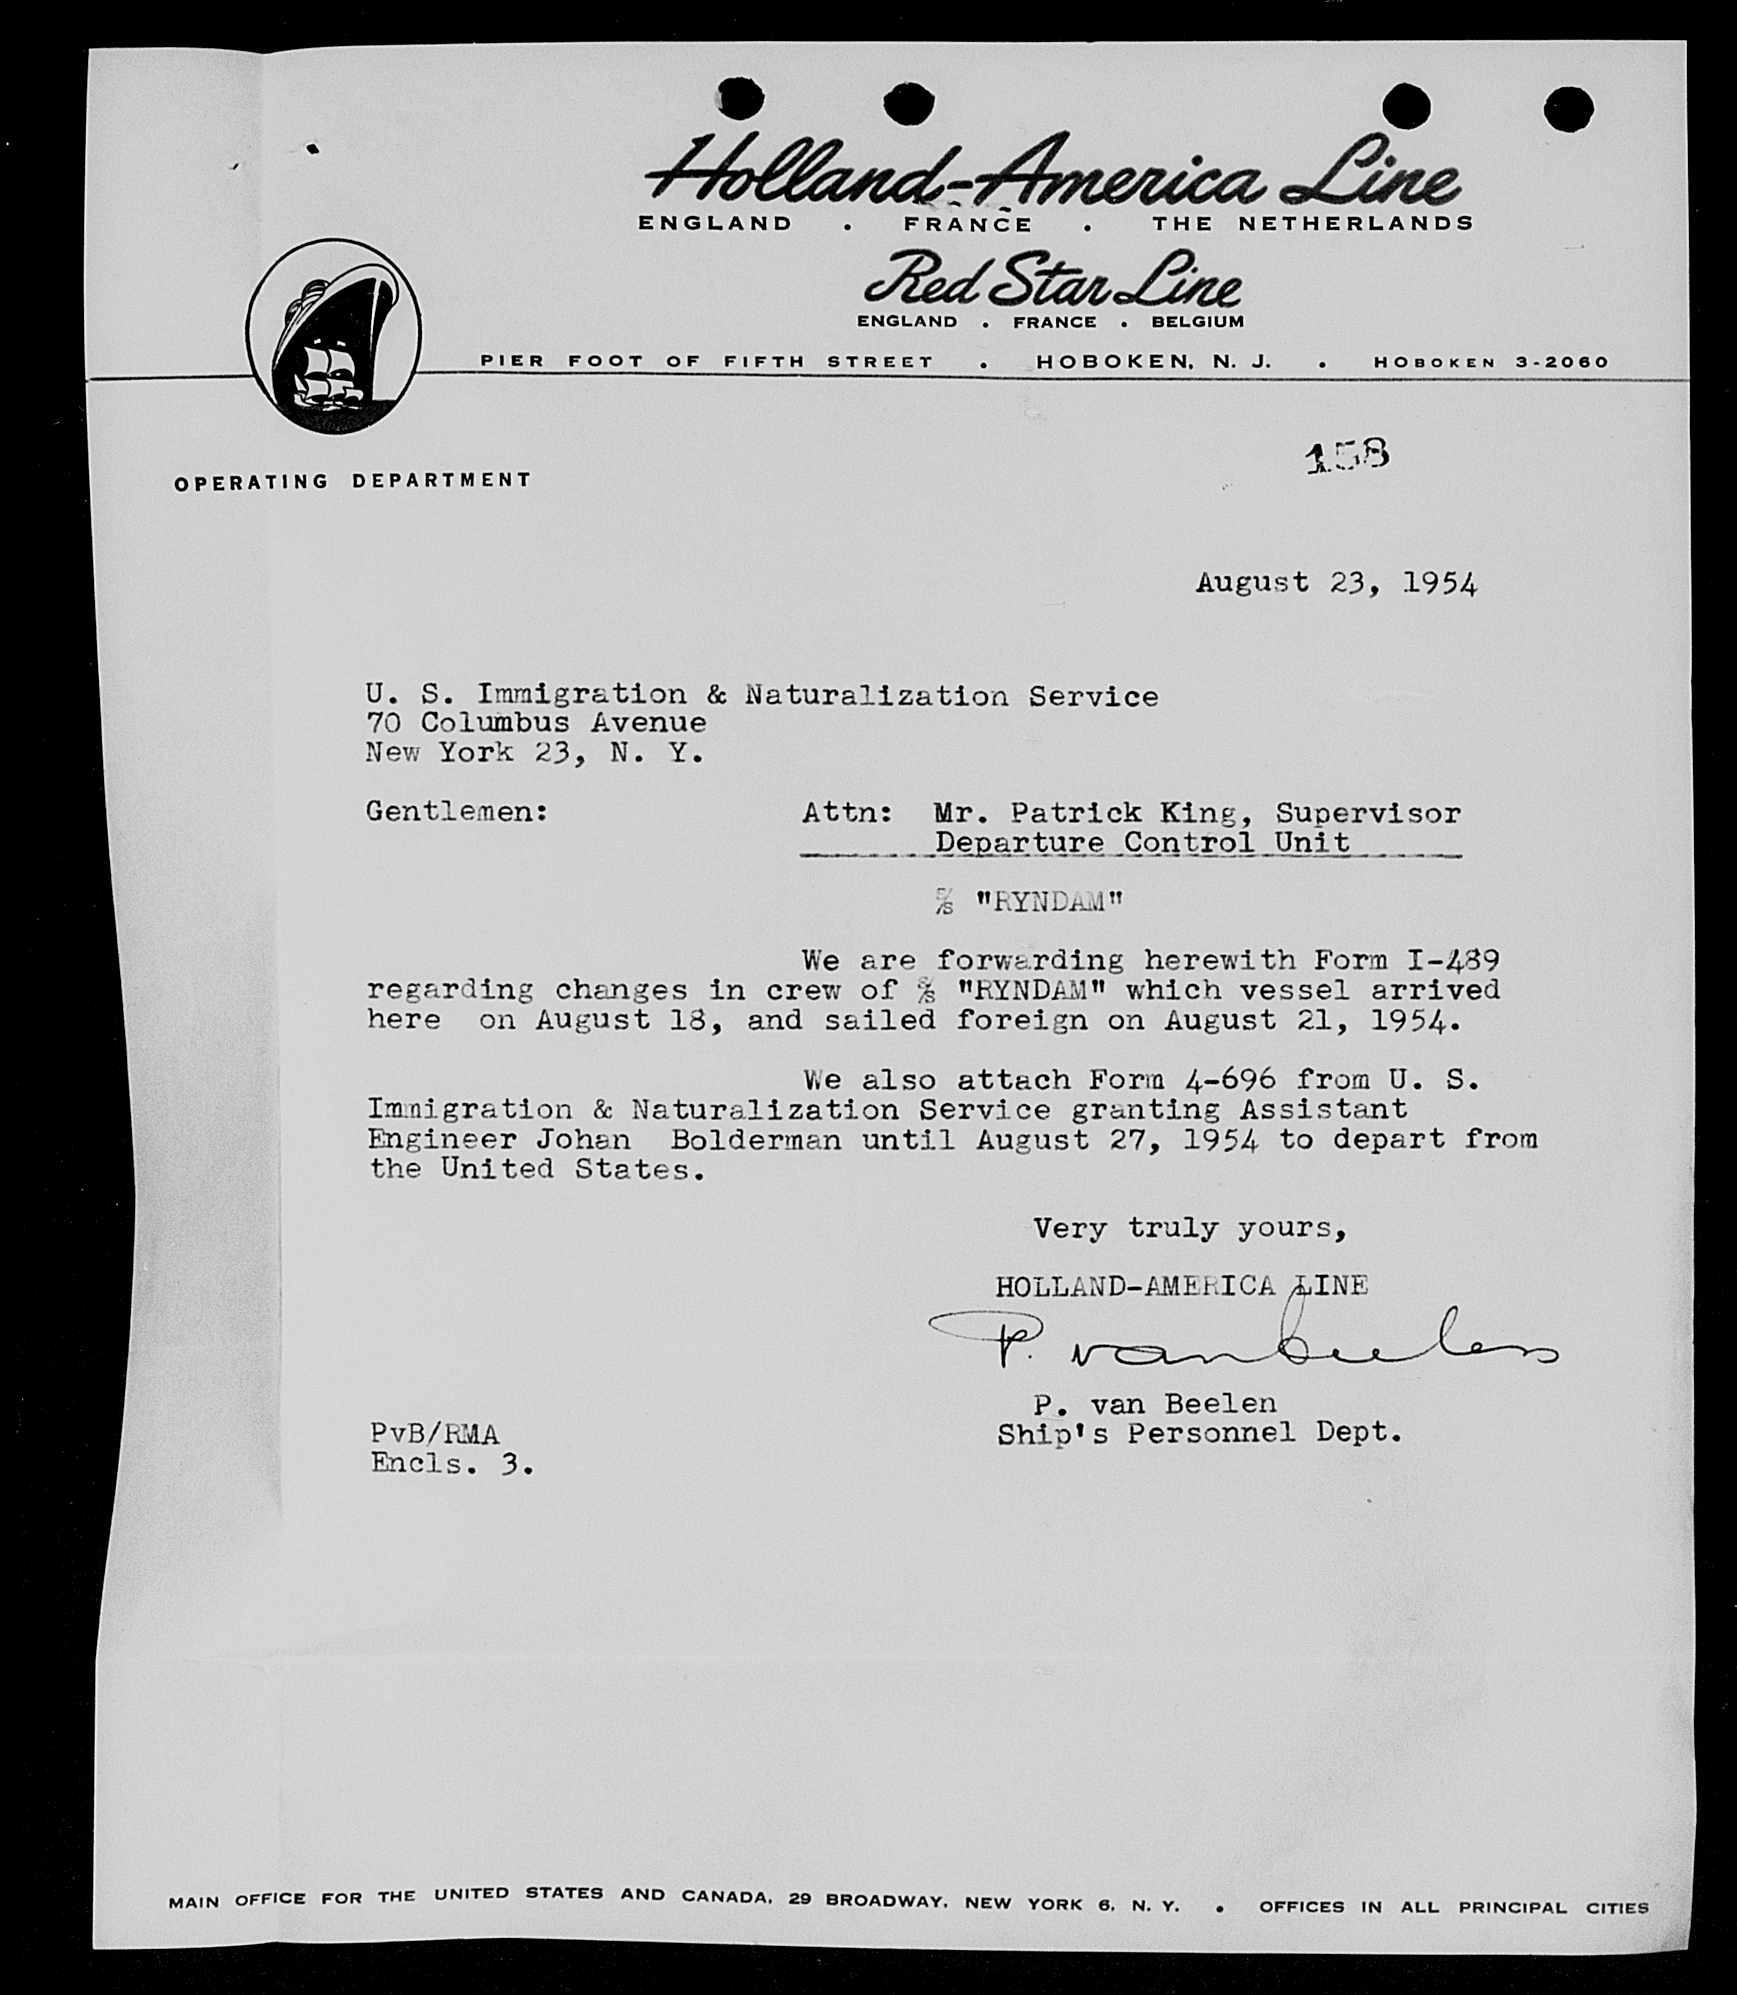 Holland-America Line
ENGLAND . FRANCE . THE NETHERLANDS
Red Star Line
ENGLAND . FRANCE . BELGIUM
PIER FOOT OF FIFTH STREET . HOBOKEN, N. J. . HOBOKEN 3-2060
OPERATING DEPARTMENT
158
August 23, 1954
U. S. Immigration & Naturalization Service
70 Columbus Avenue
New York 23, N. Y.
Gentlemen: Attn: Mr. Patrick King, Supervisor
Departure Control Unit
S/S "RYNDAM"
We are forwarding herewith Form I-489
regarding changes in crew of S/S "RYNDAM" which vessel arrived
here on August 18, and sailed foreign on August 21, 1954.
We also attach Form 4-696 from U. S.
Immigration & Naturalization Service granting Assistant
Engineer Johan Bolderman until August 27, 1954 to depart from
the United States.
Very truly yours,
HOLLAND-AMERICA LINE
P. van Beelen
P. van Beelen
PvB/RMA Ship's Personnel Dept.
Encls. 3.
MAIN OFFICE FOR THE UNITED STATES AND CANADA, 29 BROADWAY, NEW YORK 6, N. Y. . OFFICES IN ALL PRINCIPAL CITIES